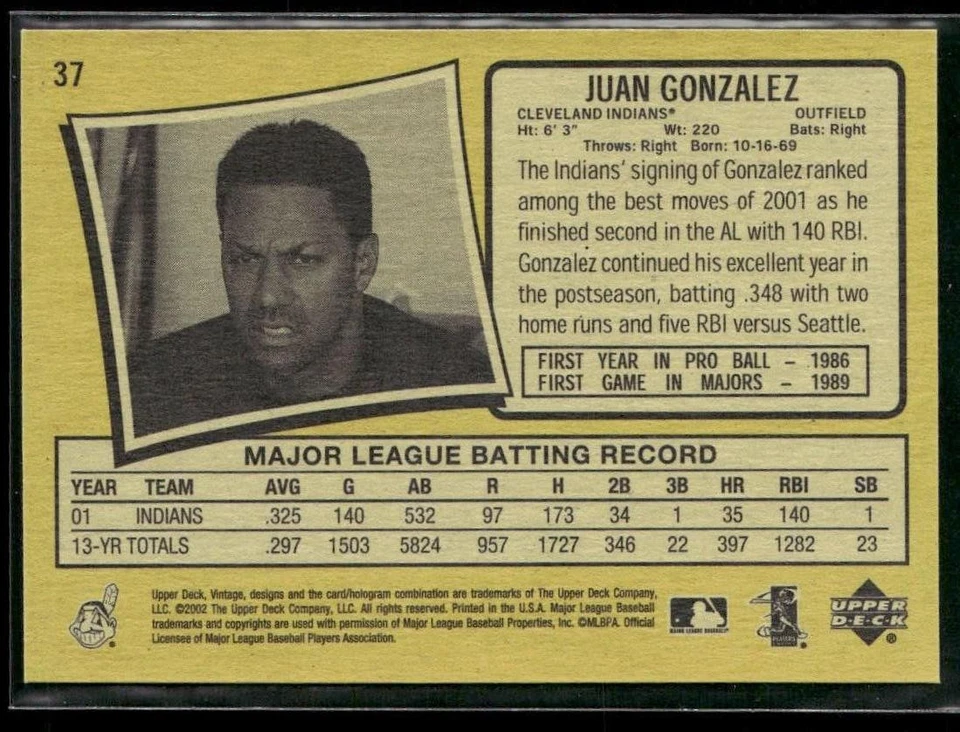 37
JUAN GONZALEZ
CLEVELAND INDIANS® OUTFIELD
Ht: 6' 3" Wt: 220 Bats: Right
Throws: Right Born: 10-16-69
The Indians' signing of Gonzalez ranked
among the best moves of 2001 as he
finished second in the AL with 140 RBI.
Gonzalez continued his excellent year in
the postseason, batting .348 with two
home runs and five RBI versus Seattle.
FIRST YEAR IN PRO BALL – 1986
FIRST GAME IN MAJORS – 1989
MAJOR LEAGUE BATTING RECORD
YEAR TEAM AVG G AB R H 2B 3B HR RBI SB
01 INDIANS .325 140 532 97 173 34 1 35 140 1
13-YR TOTALS .297 1503 5824 957 1727 346 22 397 1282 23
Upper Deck, Vintage, designs and the card/hologram combination are trademarks of The Upper Deck Company,
LLC. ©2002 The Upper Deck Company, LLC. All rights reserved. Printed in the U.S.A. Major League Baseball
trademarks and copyrights are used with permission of Major League Baseball Properties, Inc. ©MLBPA. Official
Licensee of Major League Baseball Players Association.
MAJOR LEAGUE BASEBALL
PLAYERS
UPPER
D·E·C·K
®